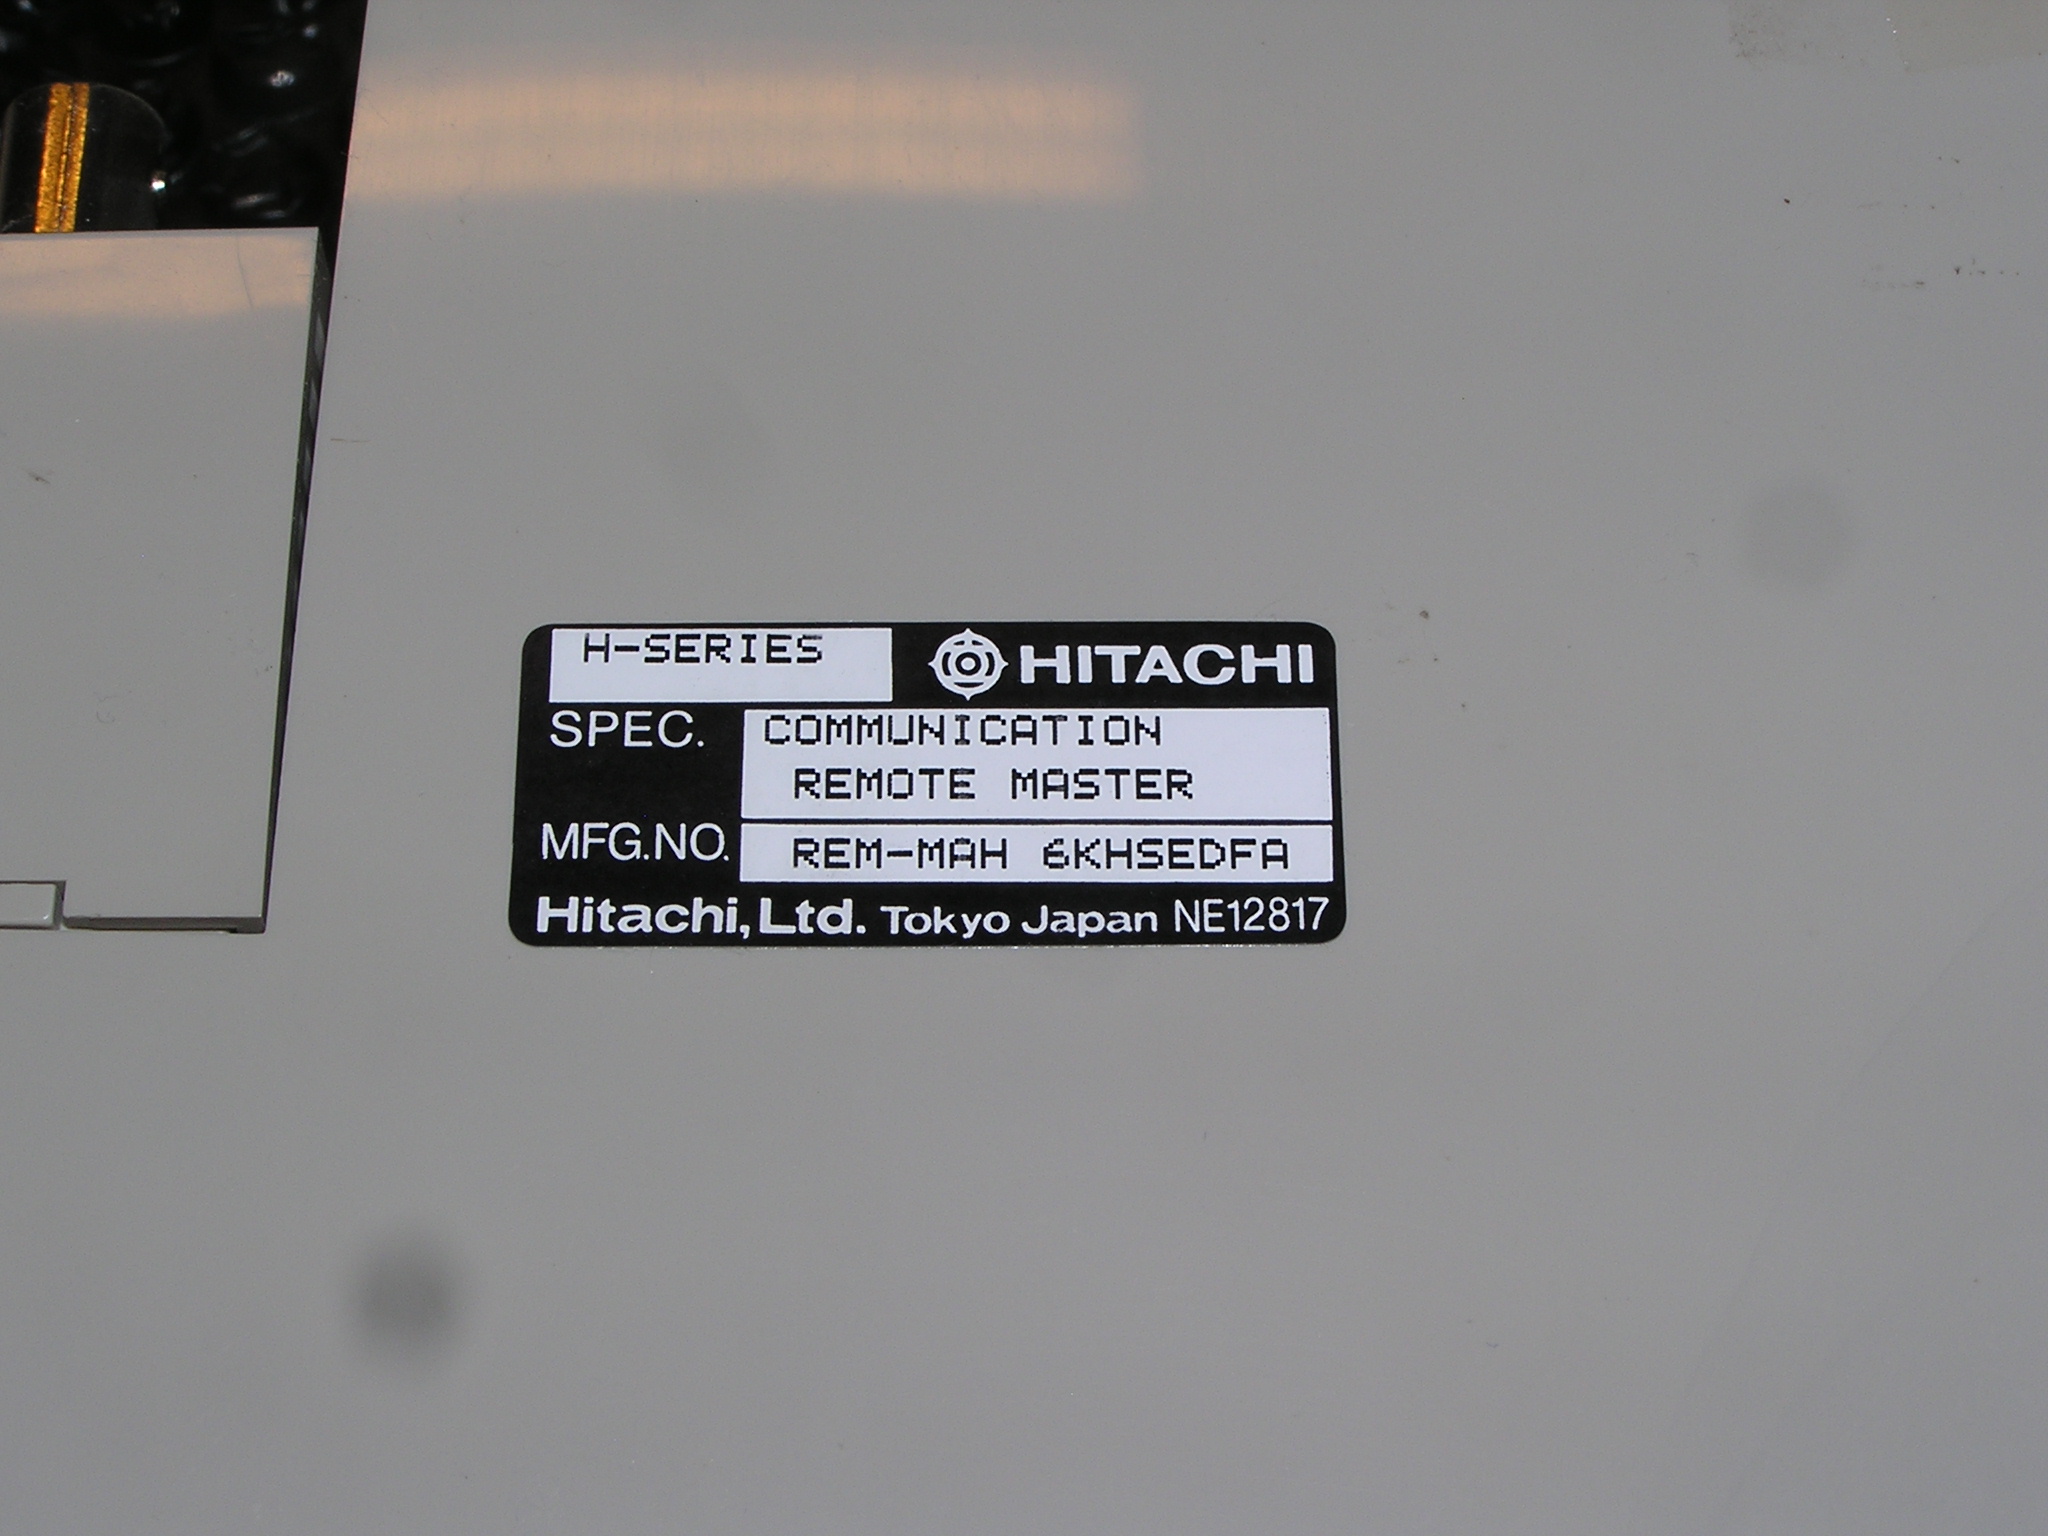 H-SERIES HITACHI
SPEC. COMMUNICATION
REMOTE MASTER
MFG.NO. REM-MAH 6KHSEDFA
Hitachi, Ltd. Tokyo Japan NE12817